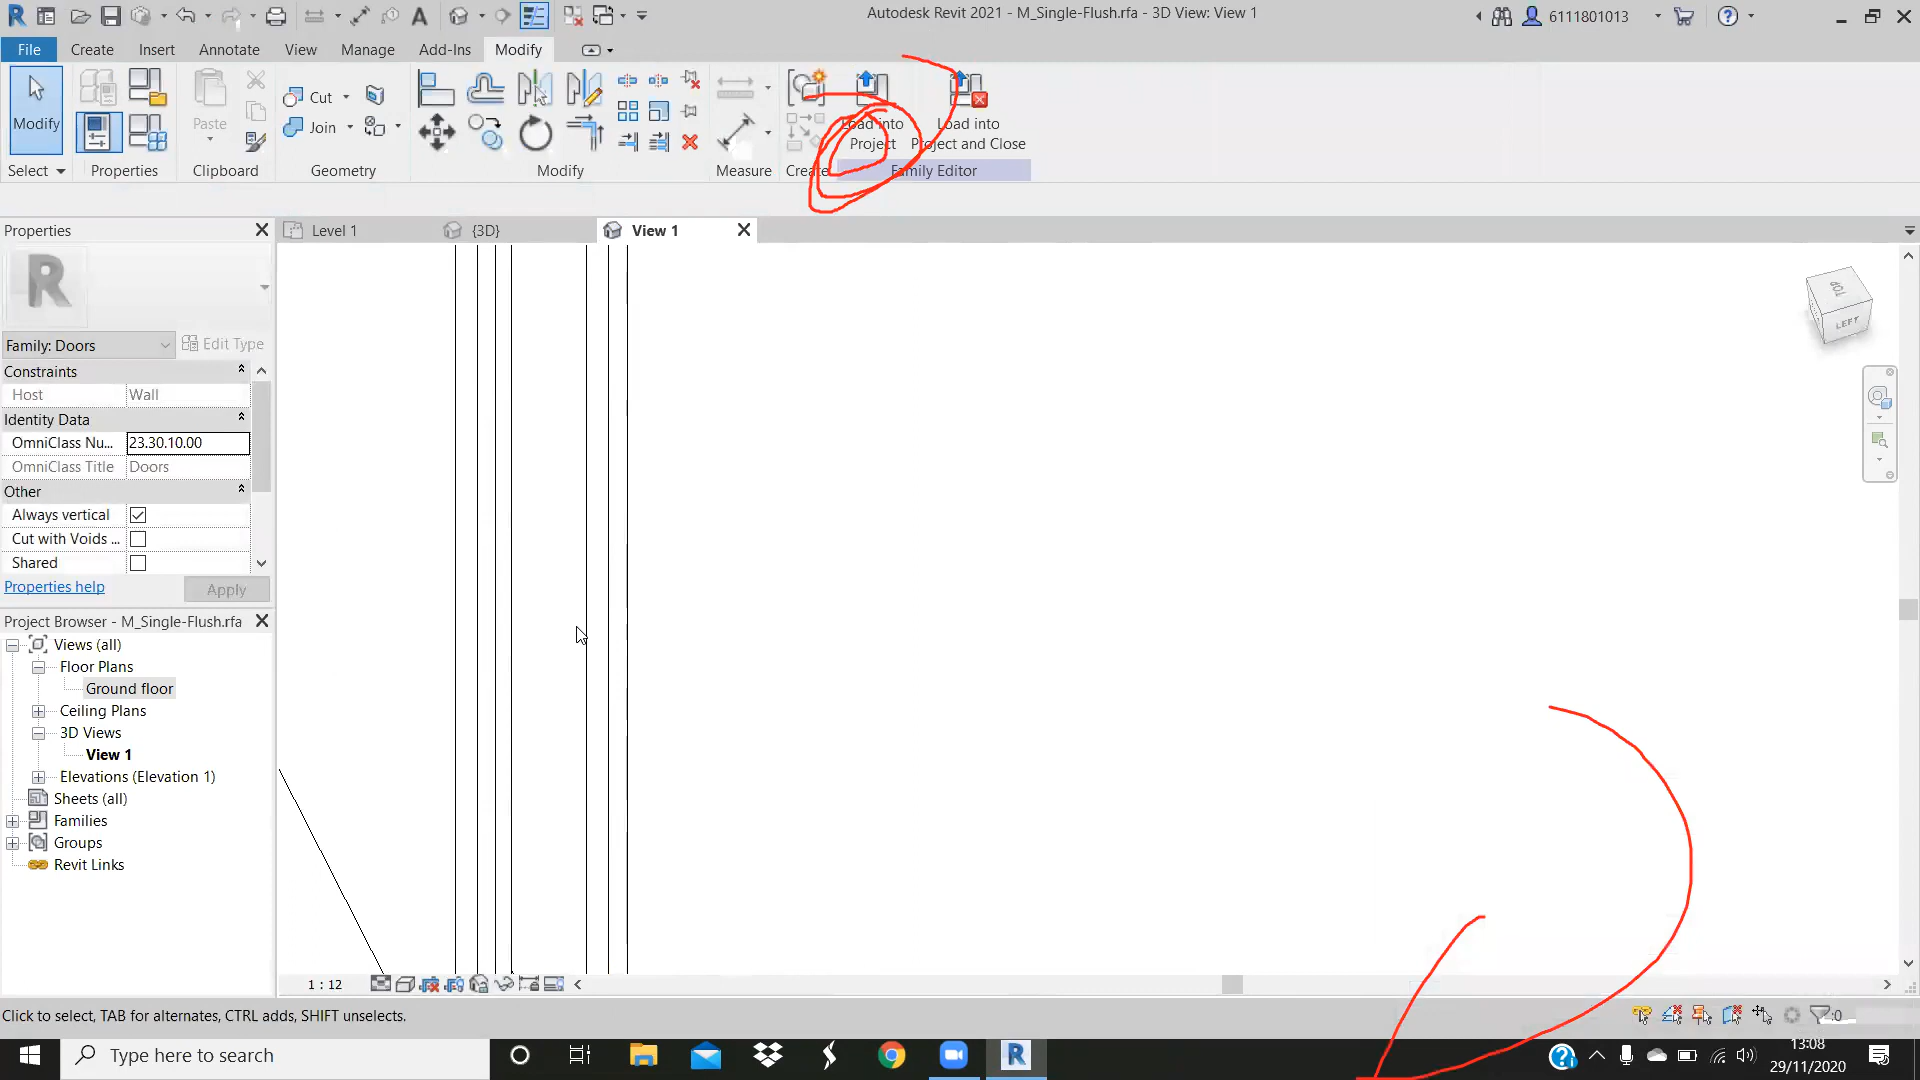 Autodesk Revit 2021 - M_Single-Flush.rfa - 3D View: View 1
6111801013
File Create Insert Annotate View Manage Add-Ins Modify
Modify
Paste
Cut
Join
Load into Project
Load into Project and Close
Select Properties Clipboard Geometry Modify Measure Create Family Editor
Properties
Level 1
{3D}
View 1
Family: Doors
Edit Type
Constraints
Host Wall
Identity Data
OmniClass Nu... 23.30.10.00
OmniClass Title Doors
Other
Always vertical
Cut with Voids ...
Shared
Properties help
Apply
Project Browser - M_Single-Flush.rfa
Views (all)
Floor Plans
Ground floor
Ceiling Plans
3D Views
View 1
Elevations (Elevation 1)
Sheets (all)
Families
Groups
Revit Links
TOP
LEFT
1 : 12
Click to select, TAB for alternates, CTRL adds, SHIFT unselects.
:0
Type here to search
13:08
29/11/2020